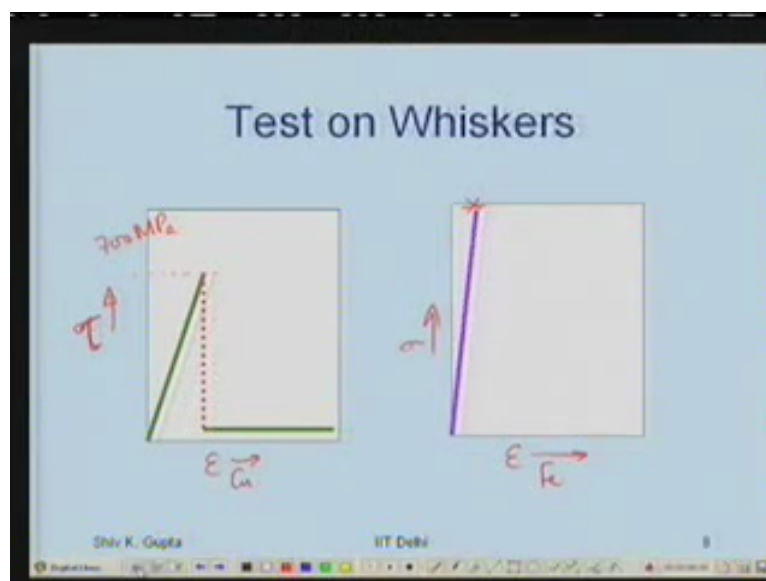 Test on Whiskers
700 MPa
τ
σ
ε
Cu
ε
Fe
Shiv K. Gupta
IIT Delhi
8